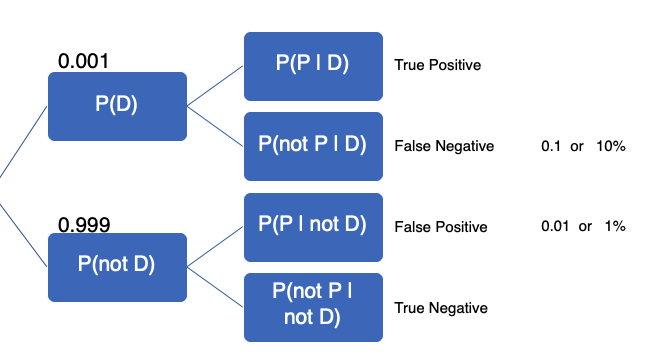 0.001
P(D)
P(P I D)
True Positive
P(not P I D)
False Negative
0.1 or 10%
0.999
P(not D)
P(P I not D)
False Positive
0.01 or 1%
P(not P I
not D)
True Negative